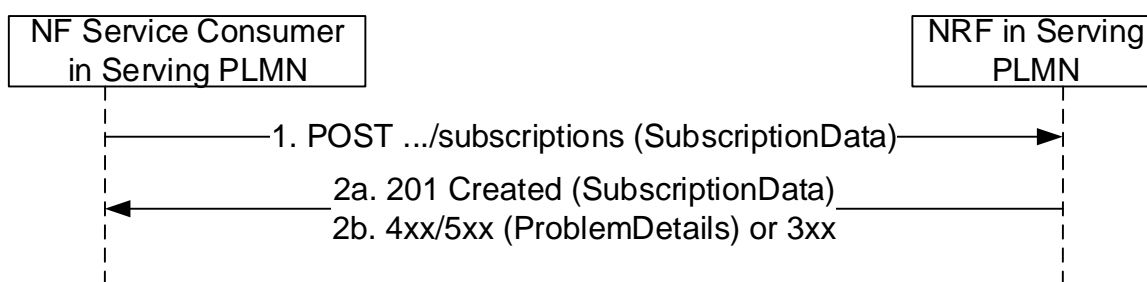 NF Service Consumer
in Serving PLMN
NRF in Serving
PLMN
1. POST .../subscriptions (SubscriptionData)
2a. 201 Created (SubscriptionData)
2b. 4xx/5xx (ProblemDetails) or 3xx